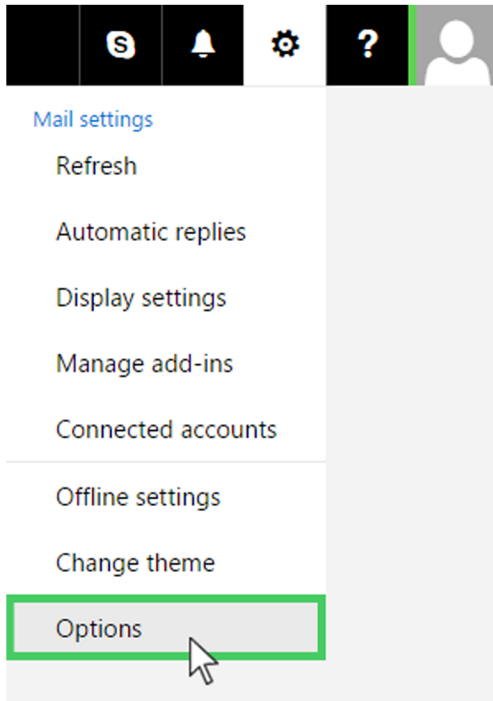 ?
Mail settings
Refresh
Automatic replies
Display settings
Manage add-ins
Connected accounts
Offline settings
Change theme
Options